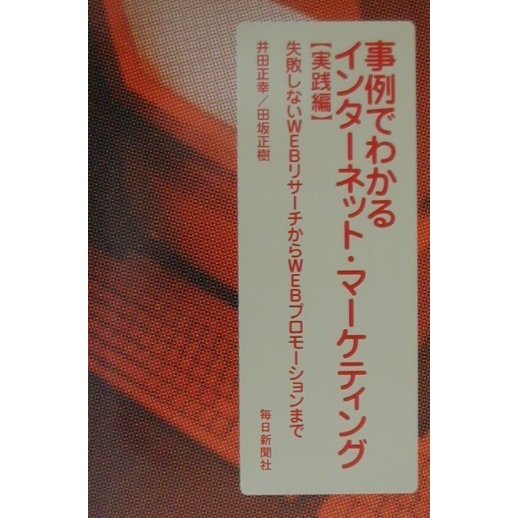 事例でわかる
インターネット・マーケティング
【実践編】
失敗しないWEBリサーチからWEBプロモーションまで
井田正幸／田坂正樹
毎日新聞社